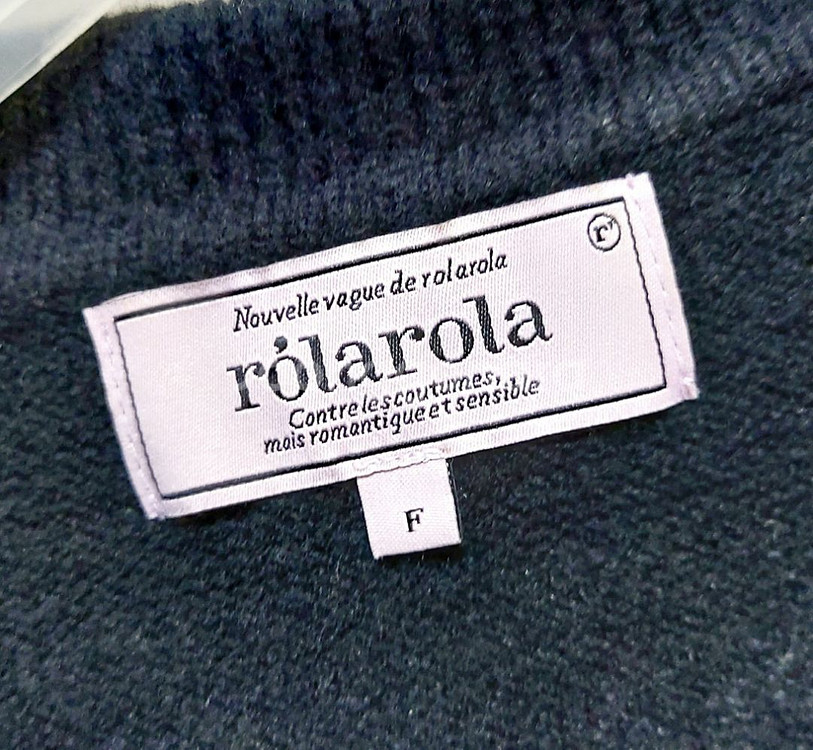 r'
Nouvelle vague de rolarola
rólarola
Contre les coutumes,
mais romantique et sensible
F